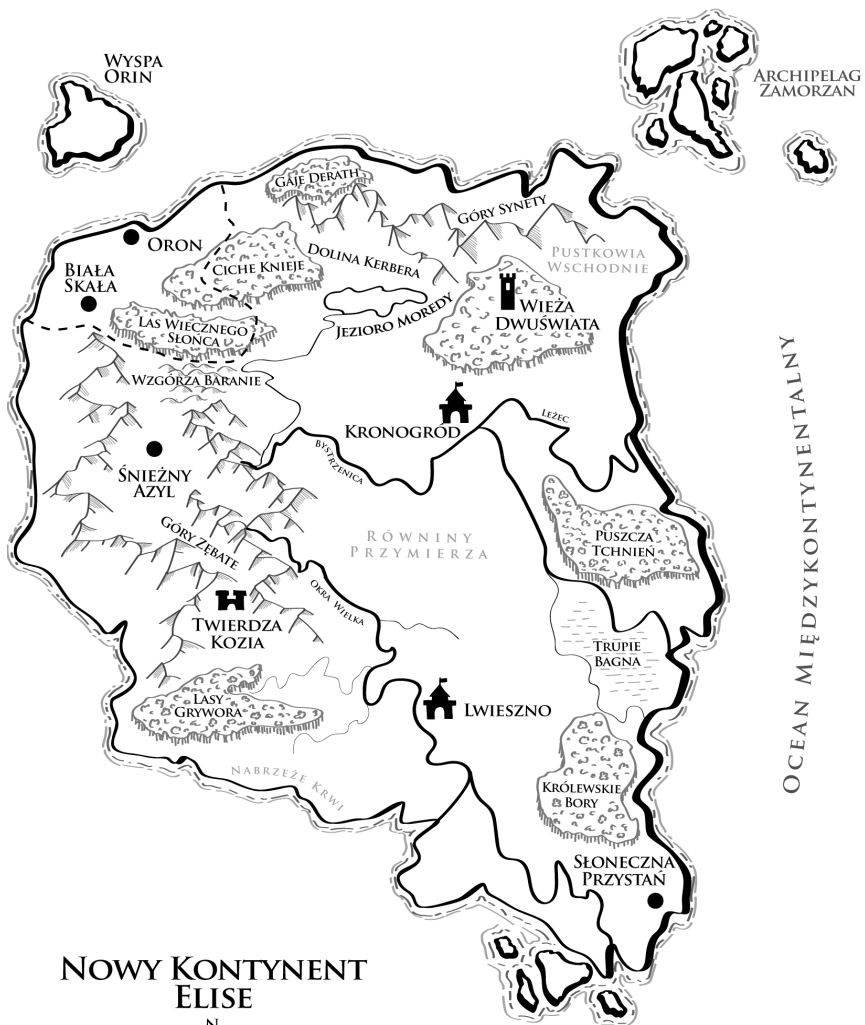 Wyspa
Orin
Archipelag
Zamorzan
Gaje Derath
Góry Synety
Oron
Pustkowia
Wschodnie
Dolina Kerbera
Ciche Knieje
Biała
Skała
Wieża
Dwuświata
Jezioro Moredy
Las Wiecznego
Słońca
Wzgórza Baranie
Leżec
Kronogród
Bystrzenica
Śnieżny
Azyl
Góry Zębate
Równiny
Przymierza
Puszcza
Tchnień
Ocean Międzykontynentalny
Okra Wielka
Twierdza
Kozia
Trupie
Bagna
Lasy
Grywora
Lwieszno
Nabrzeże Krwi
Królewskie
Bory
Słoneczna
Przystań
Nowy Kontynent
Elise
N